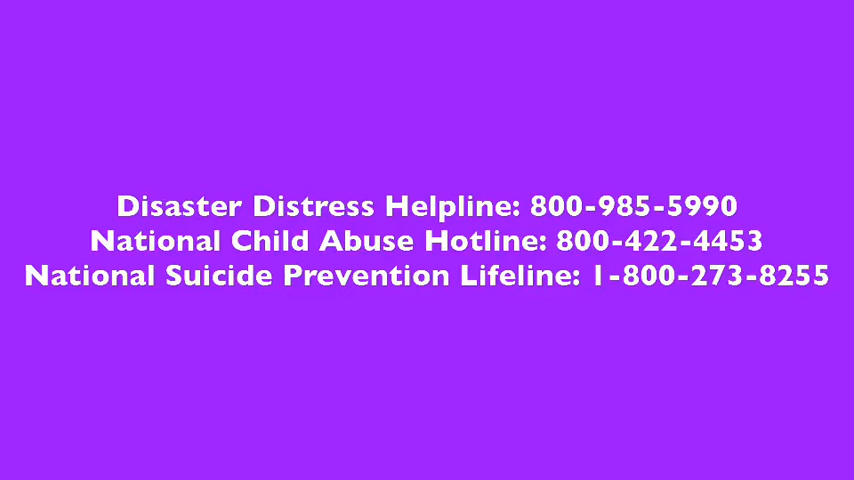 Disaster Distress Helpline: 800-985-5990
National Child Abuse Hotline: 800-422-4453
National Suicide Prevention Lifeline: 1-800-273-8255